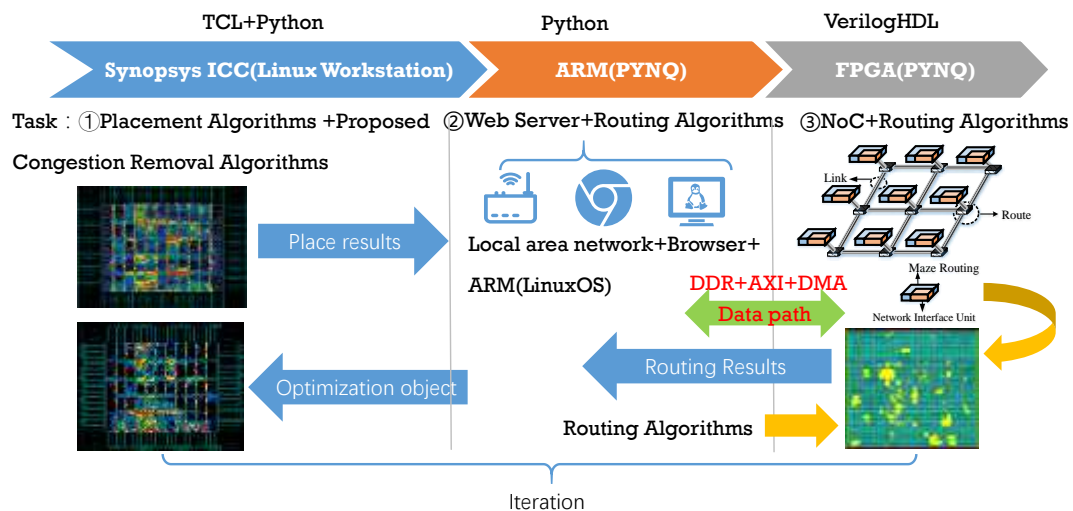 TCL+Python
Python
VerilogHDL
Synopsys ICC(Linux Workstation)
ARM(PYNQ)
FPGA(PYNQ)
Task：①Placement Algorithms +Proposed
Congestion Removal Algorithms
②Web Server+Routing Algorithms
③NoC+Routing Algorithms
Link
Route
Place results
Local area network+Browser+
ARM(LinuxOS)
Maze Routing
Network Interface Unit
DDR+AXI+DMA
Data path
Routing Results
Optimization object
Routing Algorithms
Iteration